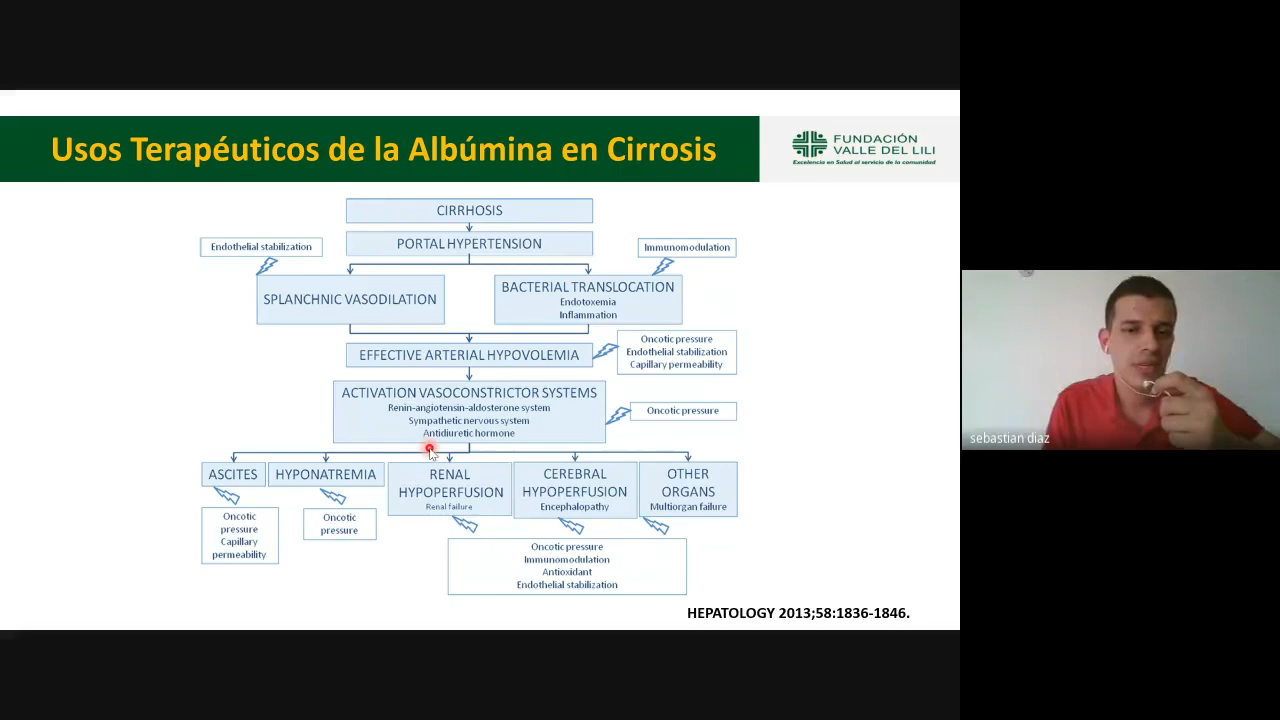 Usos Terapéuticos de la Albúmina en Cirrosis
FUNDACIÓN
VALLE DEL LILI
Excelencia en Salud al servicio de la comunidad
CIRRHOSIS
Endothelial stabilization
PORTAL HYPERTENSION
Immunomodulation
SPLANCHNIC VASODILATION
BACTERIAL TRANSLOCATION
Endotoxemia
Inflammation
EFFECTIVE ARTERIAL HYPOVOLEMIA
Oncotic pressure
Endothelial stabilization
Capillary permeability
ACTIVATION VASOCONSTRICTOR SYSTEMS
Renin-angiotensin-aldosterone system
Sympathetic nervous system
Antidiuretic hormone
Oncotic pressure
ASCITES
HYPONATREMIA
RENAL
HYPOPERFUSION
Renal failure
CEREBRAL
HYPOPERFUSION
Encephalopathy
OTHER
ORGANS
Multiorgan failure
Oncotic
pressure
Capillary
permeability
Oncotic
pressure
Oncotic pressure
Immunomodulation
Antioxidant
Endothelial stabilization
HEPATOLOGY 2013;58:1836-1846.
sebastian diaz